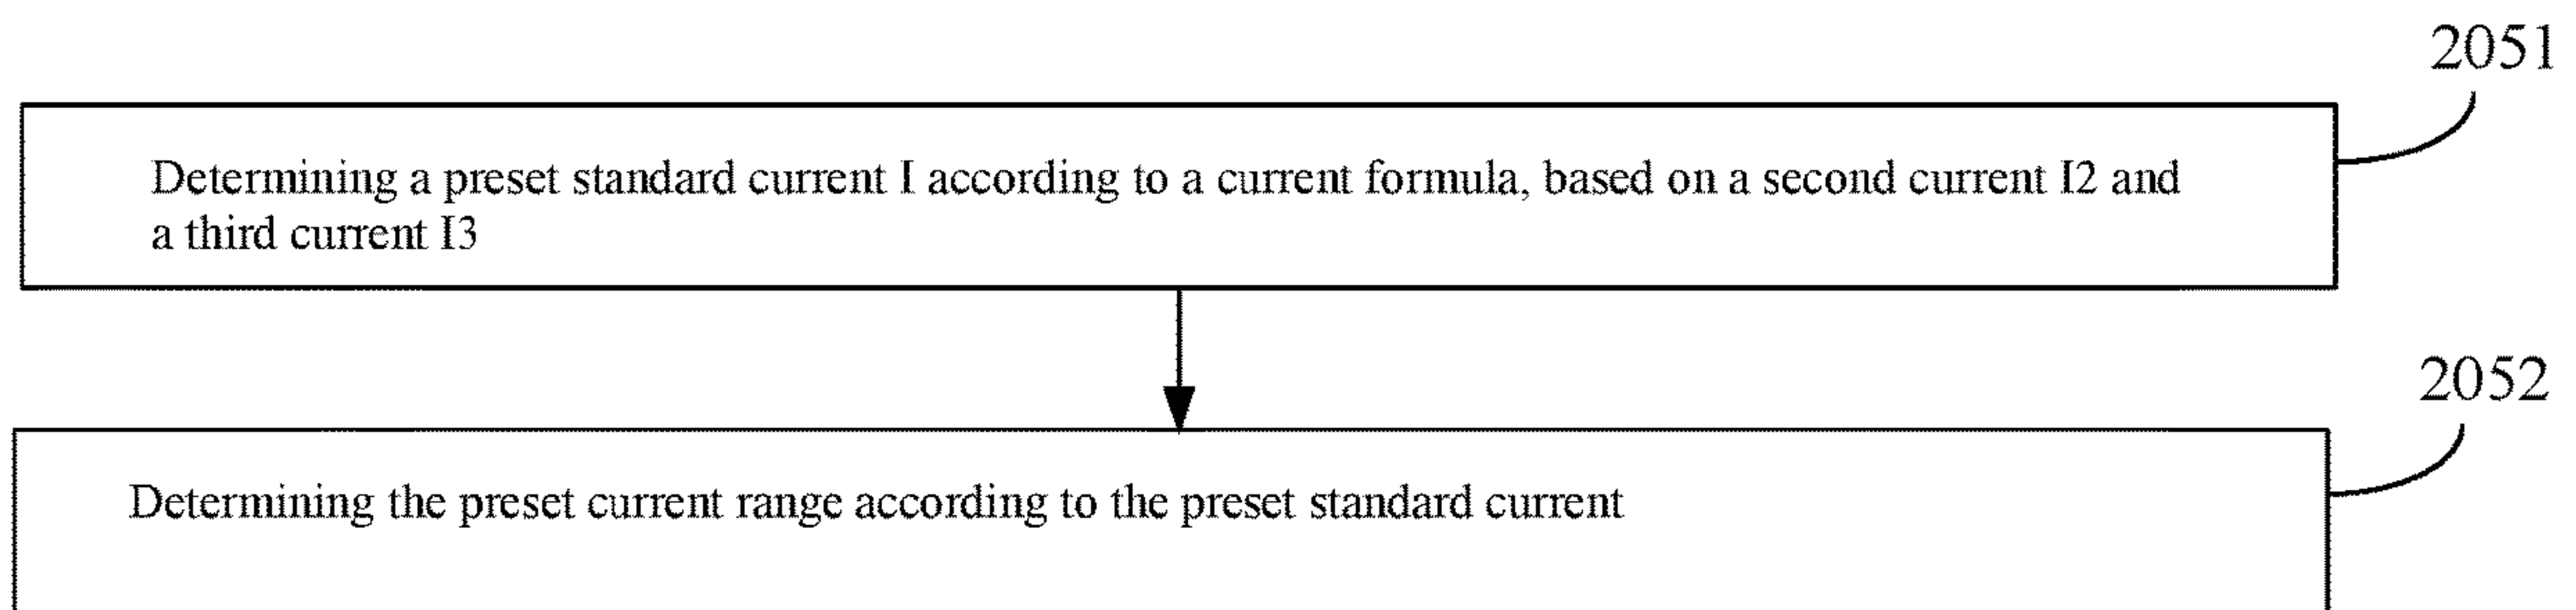 2051
Determining a preset standard current I according to a current formula, based on a second current I2 and
a third current I3
2052
Determining the preset current range according to the preset standard current